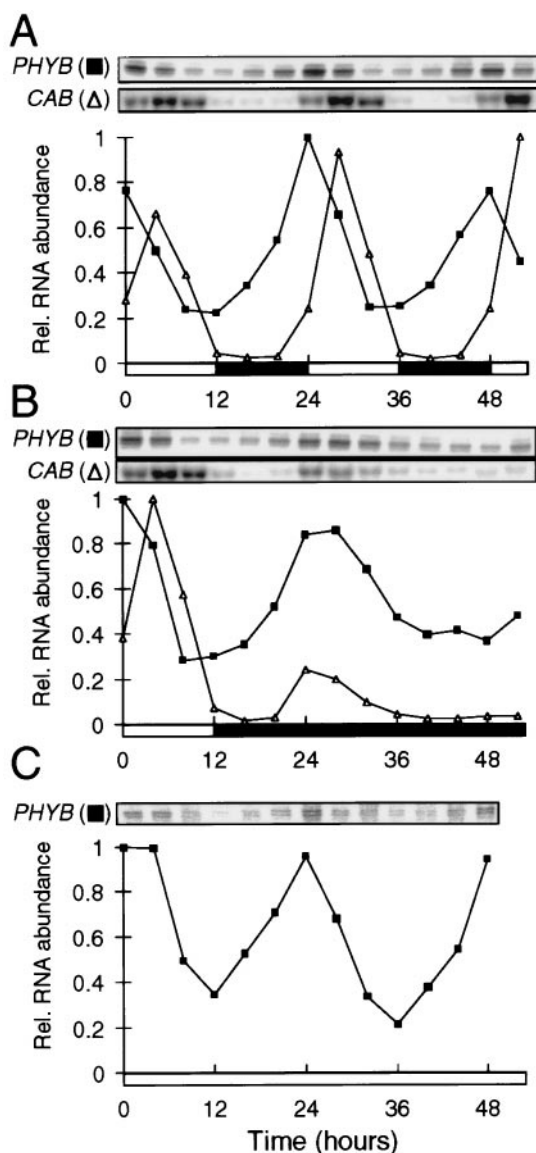 A
PHYB (■)
CAB (Δ)
1
0.8
0.6
0.4
0.2
0
Rel. RNA abundance
0 12 24 36 48
B
PHYB (■)
CAB (Δ)
1
0.8
0.6
0.4
0.2
0
Rel. RNA abundance
0 12 24 36 48
C
PHYB (■)
1
0.8
0.6
0.4
0.2
0
Rel. RNA abundance
0 12 24 36 48
Time (hours)